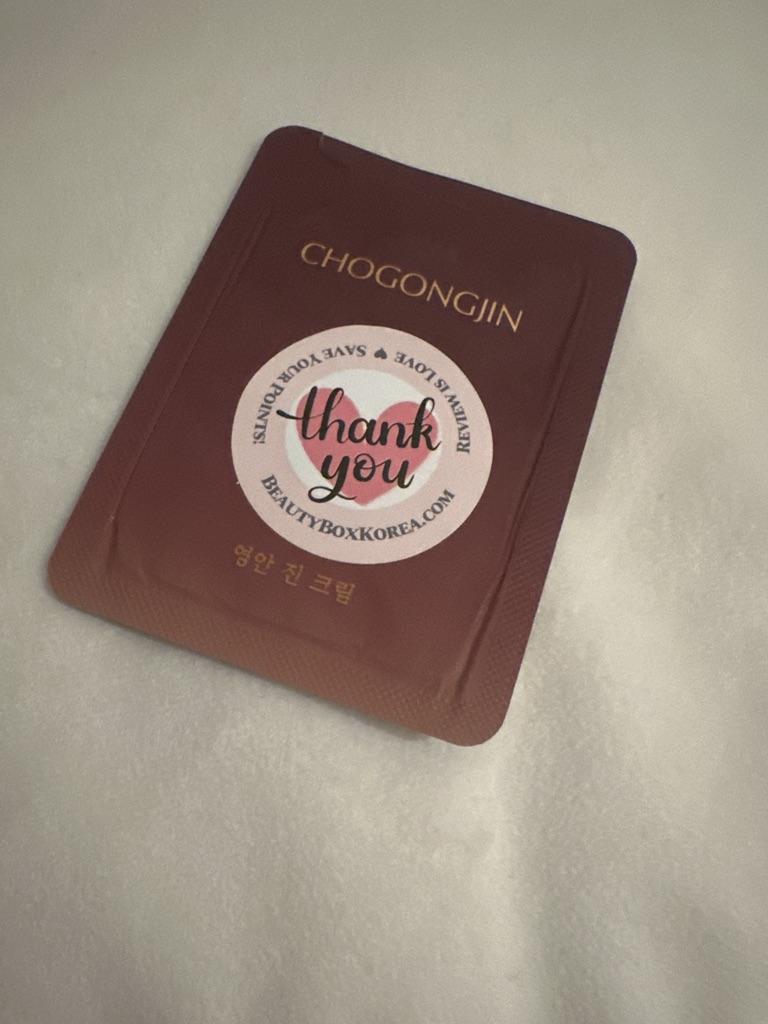 CHOGONGJIN
SAVE YOUR POINTS! ♥ REVIEW IS LOVE
thank
you
BEAUTYBOXKOREA.COM
영안 진 크림